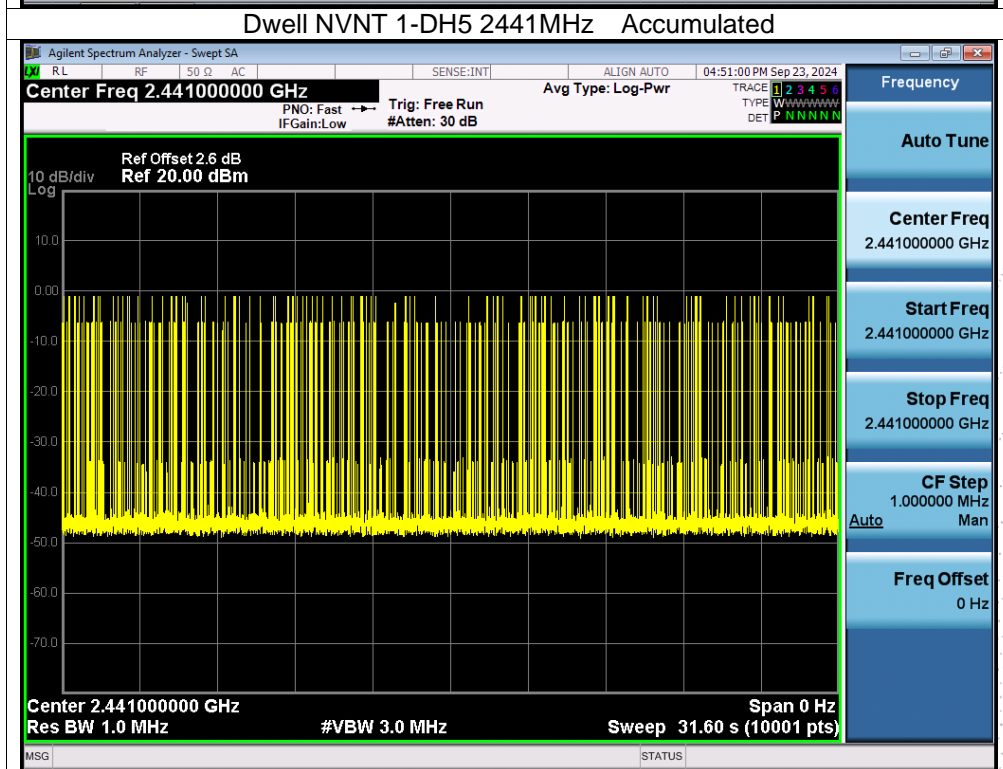 Dwell NVNT 1-DH5 2441MHz Accumulated
Agilent Spectrum Analyzer - Swept SA
LXI RL RF 50 Ω AC SENSE:INT ALIGN AUTO 04:51:00 PM Sep 23, 2024
Center Freq 2.441000000 GHz
PNO: Fast
IFGain:Low
Trig: Free Run
#Atten: 30 dB
Avg Type: Log-Pwr
TRACE 1 2 3 4 5 6
TYPE WWWWWW
DET P N N N N N
Frequency
Auto Tune
Center Freq
2.441000000 GHz
Start Freq
2.441000000 GHz
Stop Freq
2.441000000 GHz
CF Step
1.000000 MHz
Auto Man
Freq Offset
0 Hz
Ref Offset 2.6 dB
10 dB/div Ref 20.00 dBm
Log
10.0
0.00
-10.0
-20.0
-30.0
-40.0
-50.0
-60.0
-70.0
Center 2.441000000 GHz Span 0 Hz
Res BW 1.0 MHz #VBW 3.0 MHz Sweep 31.60 s (10001 pts)
MSG STATUS